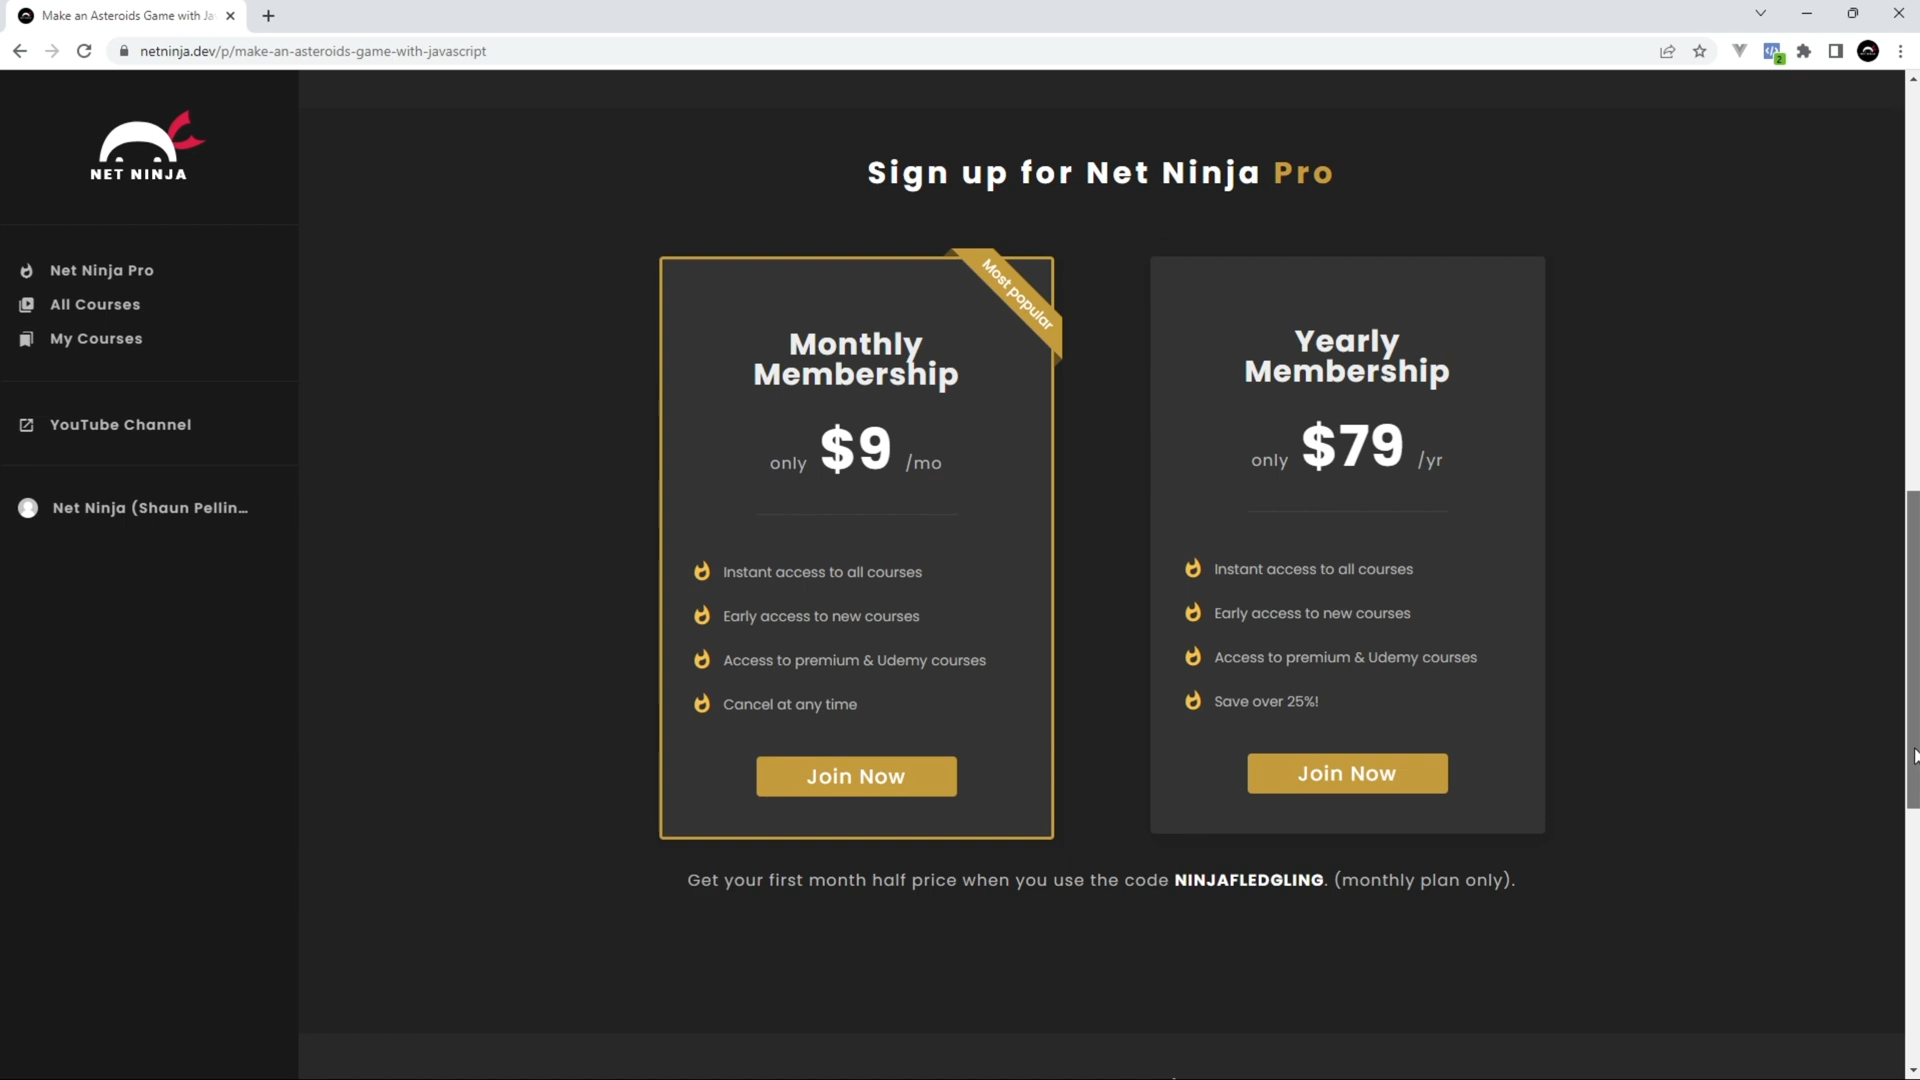 Make an Asteroids Game with Ja
netninja.dev/p/make-an-asteroids-game-with-javascript
2
NET NINJA
Net Ninja Pro
All Courses
My Courses
YouTube Channel
Net Ninja (Shaun Pellin...
Sign up for Net Ninja Pro
Most popular
Monthly
Membership
only $9 /mo
Instant access to all courses
Early access to new courses
Access to premium & Udemy courses
Cancel at any time
Join Now
Yearly
Membership
only $79 /yr
Instant access to all courses
Early access to new courses
Access to premium & Udemy courses
Save over 25%!
Join Now
Get your first month half price when you use the code NINJAFLEDGLING. (monthly plan only).